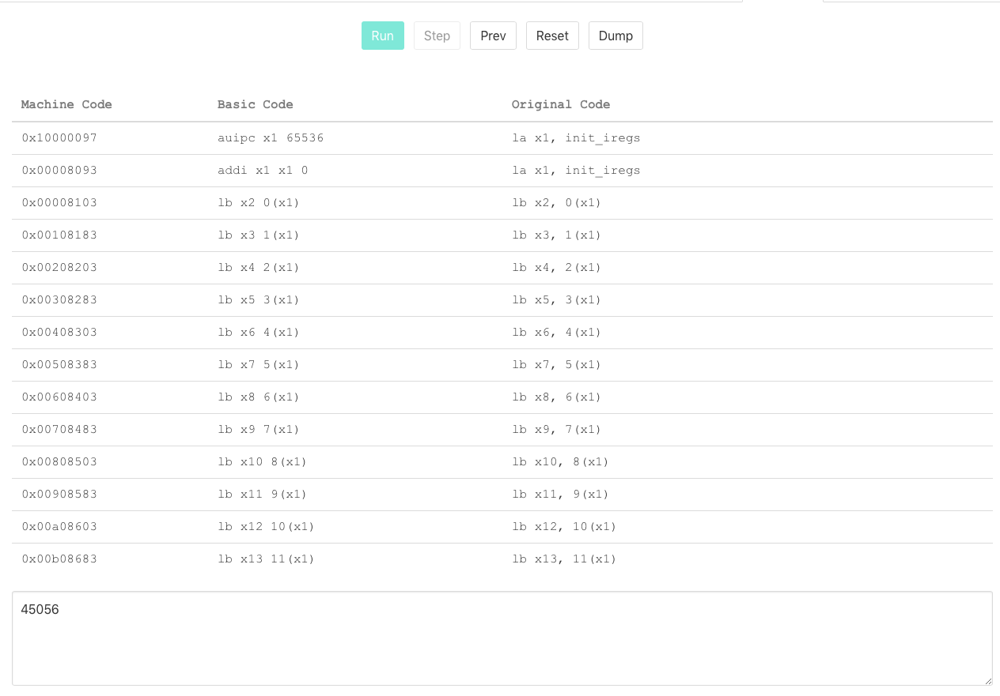 Run Step Prev Reset Dump
Machine Code Basic Code Original Code
0x10000097 auipc x1 65536 la x1, init_iregs
0x00008093 addi x1 x1 0 la x1, init_iregs
0x00008103 lb x2 0(x1) lb x2, 0(x1)
0x00108183 lb x3 1(x1) lb x3, 1(x1)
0x00208203 lb x4 2(x1) lb x4, 2(x1)
0x00308283 lb x5 3(x1) lb x5, 3(x1)
0x00408303 lb x6 4(x1) lb x6, 4(x1)
0x00508383 lb x7 5(x1) lb x7, 5(x1)
0x00608403 lb x8 6(x1) lb x8, 6(x1)
0x00708483 lb x9 7(x1) lb x9, 7(x1)
0x00808503 lb x10 8(x1) lb x10, 8(x1)
0x00908583 lb x11 9(x1) lb x11, 9(x1)
0x00a08603 lb x12 10(x1) lb x12, 10(x1)
0x00b08683 lb x13 11(x1) lb x13, 11(x1)
45056